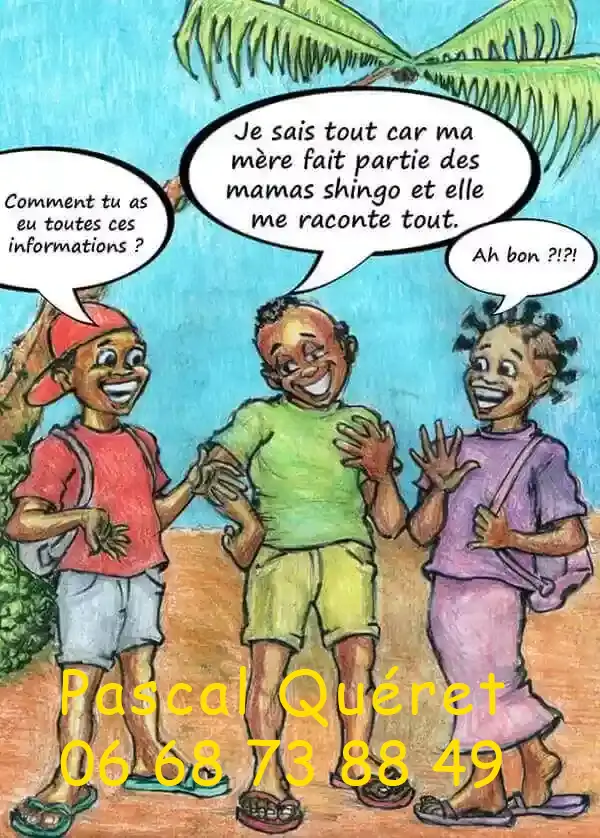 Comment tu as
eu toutes ces
informations ?
Je sais tout car ma
mère fait partie des
mamas shingo et elle
me raconte tout.
Ah bon ?!?!
Pascal Quéret
06 68 73 88 49